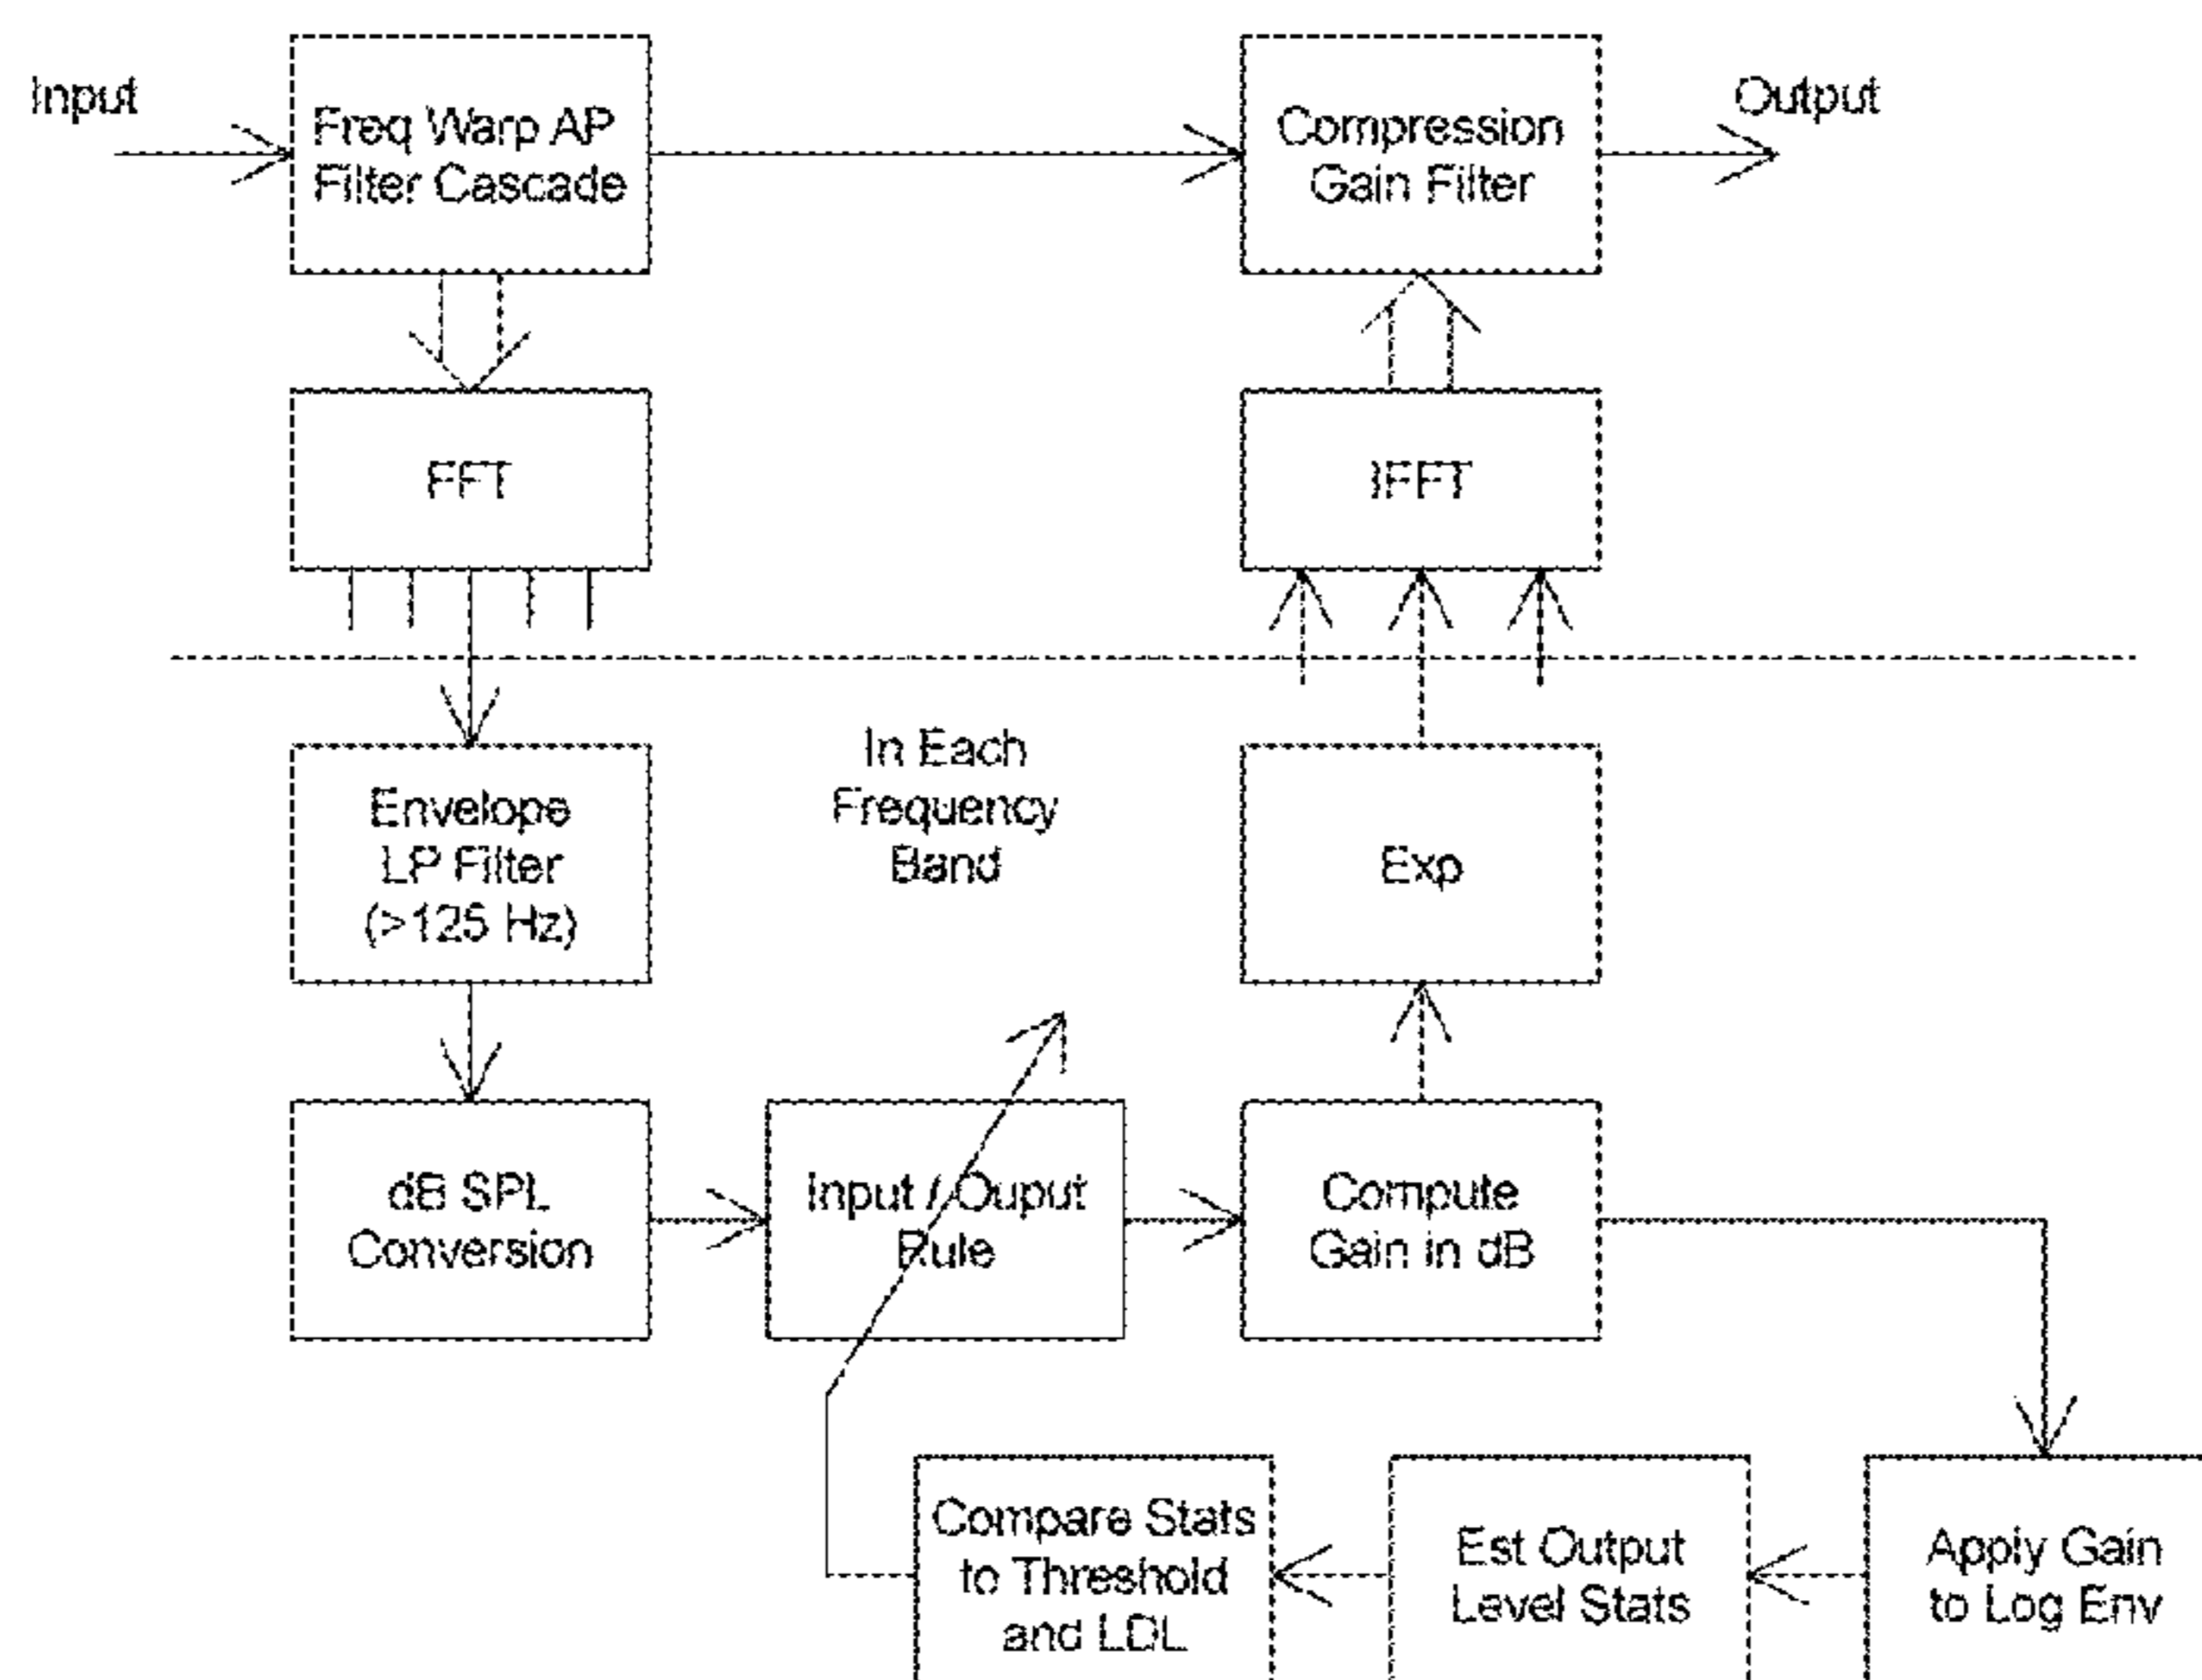 Input
Freq Warp AP
Filter Cascade
Compression
Gain Filter
Output
FFT
IFFT
Envelope
LP Filter
(>125 Hz)
In Each
Frequency
Band
Exp
dB SPL
Conversion
Input / Ouput
Rule
Compute
Gain in dB
Compare Stats
to Threshold
and LDL
Est Output
Level Stats
Apply Gain
to Log Env